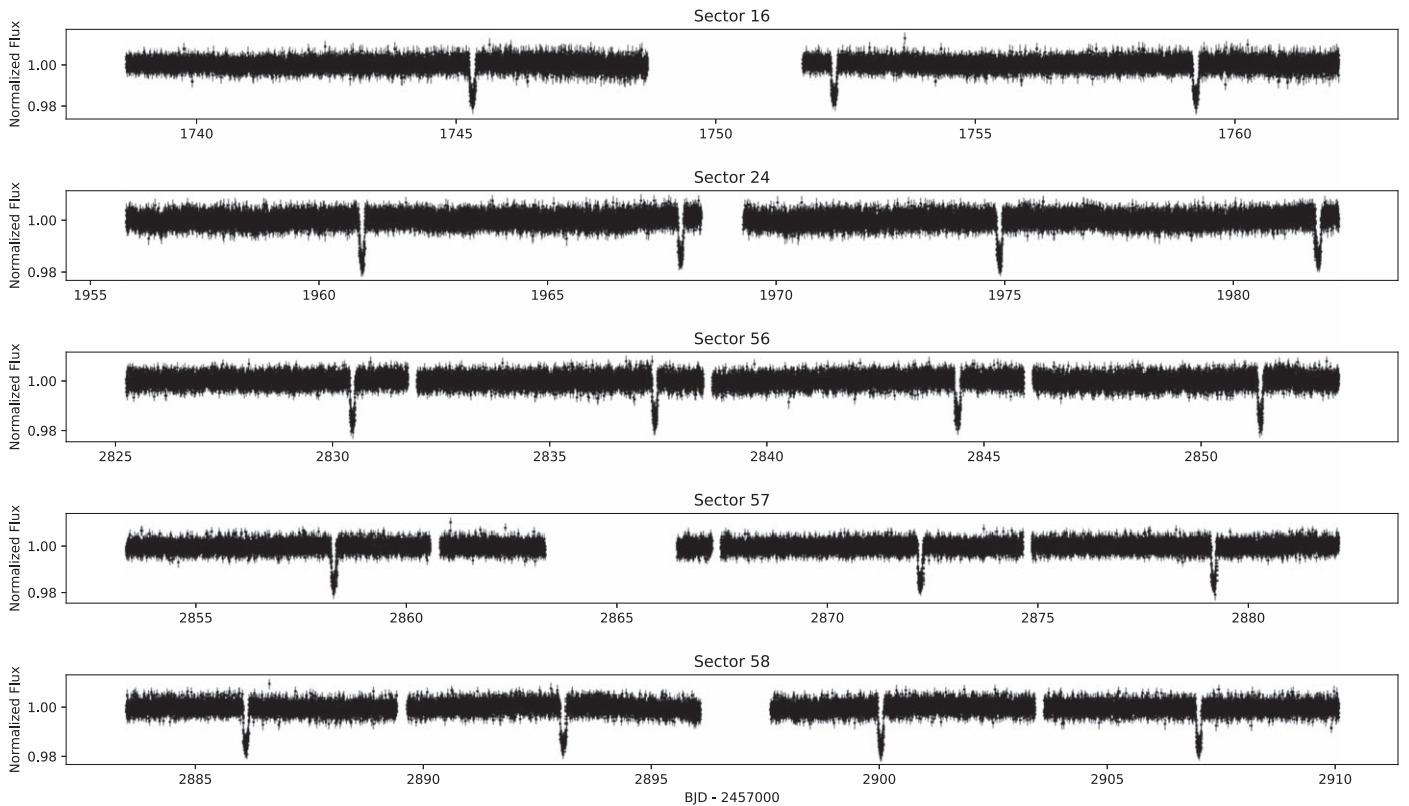 Sector 16
Normalized Flux
1.00
0.98
1740 1745 1750 1755 1760
Sector 24
Normalized Flux
1.00
0.98
1955 1960 1965 1970 1975 1980
Sector 56
Normalized Flux
1.00
0.98
2825 2830 2835 2840 2845 2850
Sector 57
Normalized Flux
1.00
0.98
2855 2860 2865 2870 2875 2880
Sector 58
Normalized Flux
1.00
0.98
2885 2890 2895 2900 2905 2910
BJD - 2457000